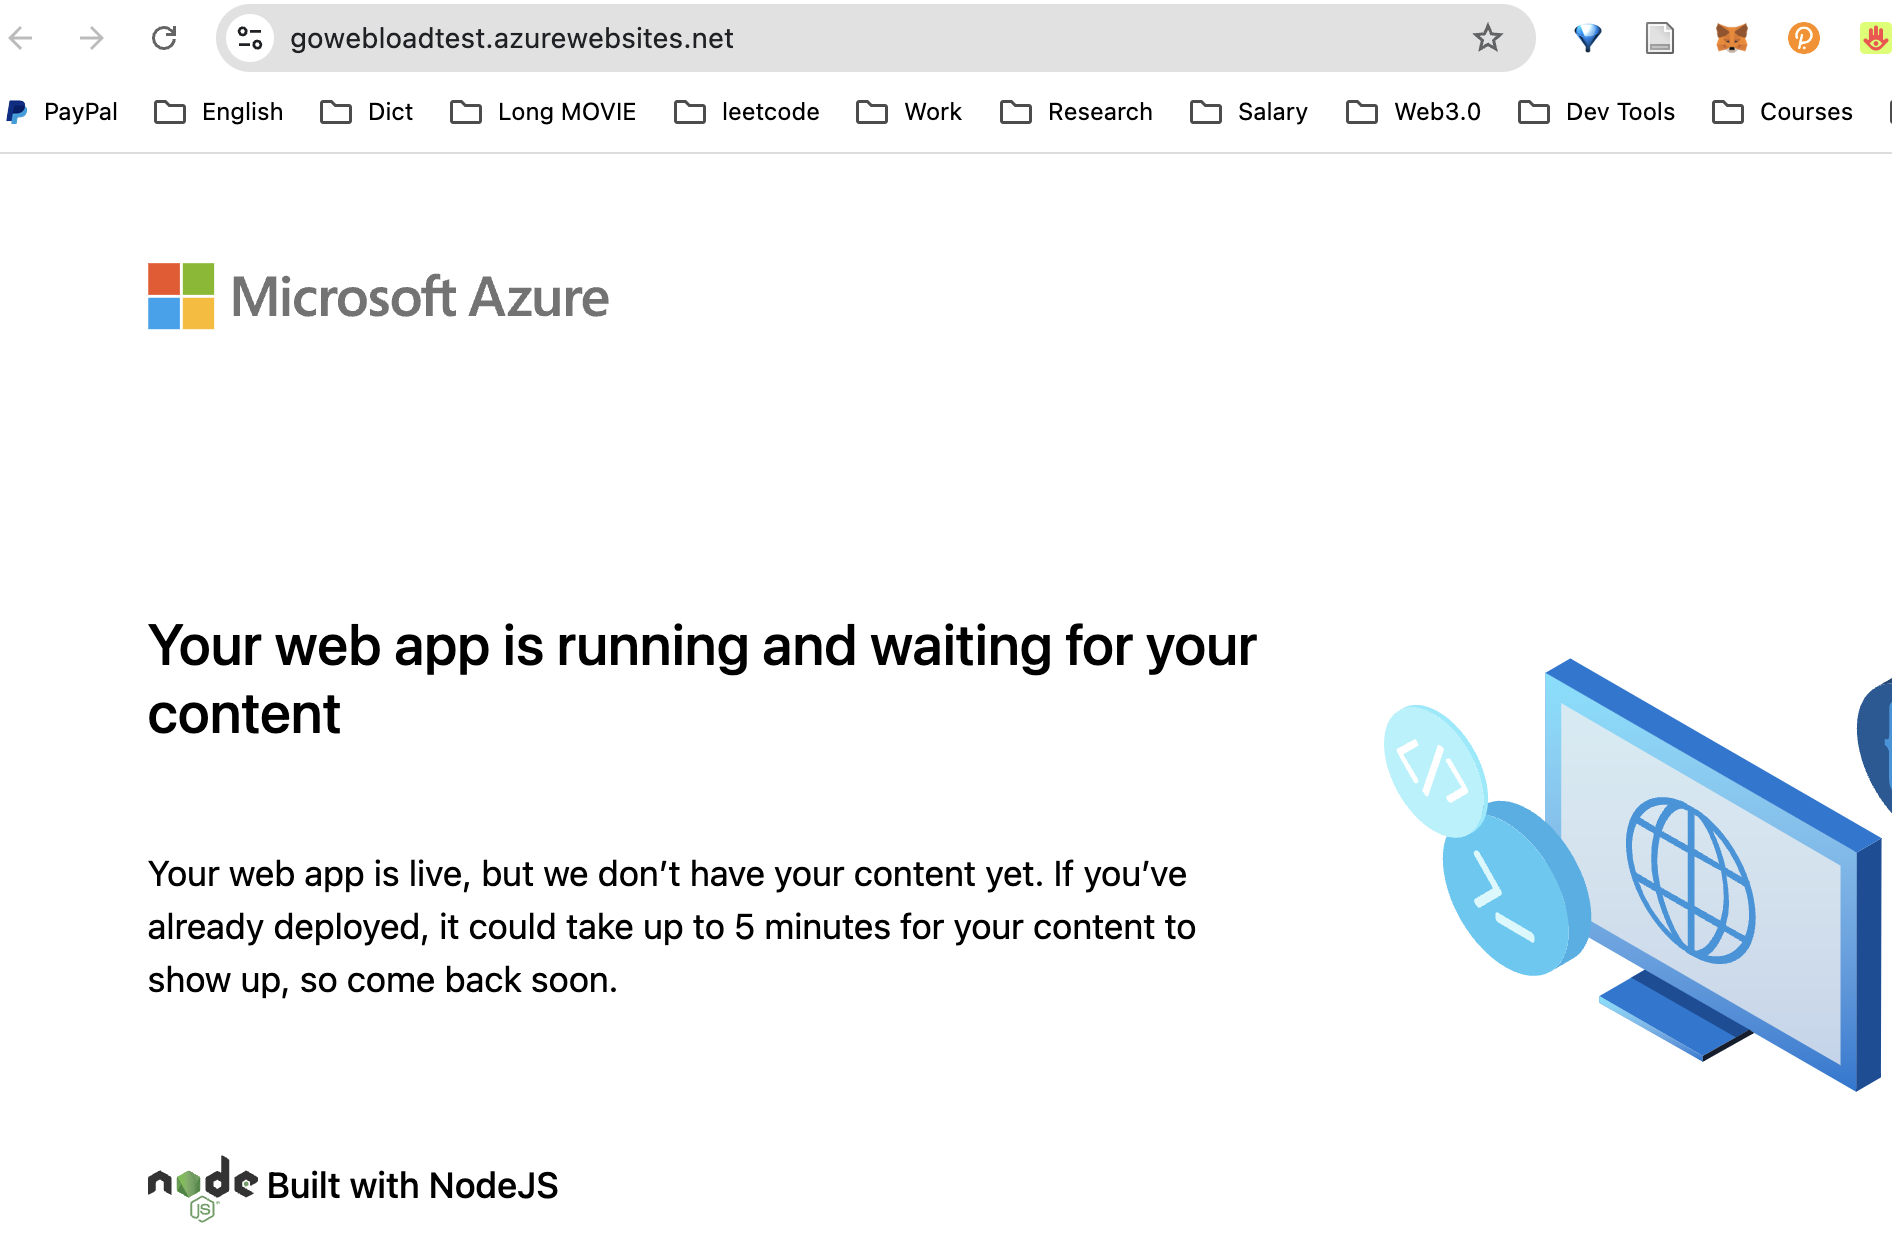 gowebloadtest.azurewebsites.net
PayPal English Dict Long MOVIE leetcode Work Research Salary Web3.0 Dev Tools Courses
Microsoft Azure
Your web app is running and waiting for your
content
Your web app is live, but we don’t have your content yet. If you’ve
already deployed, it could take up to 5 minutes for your content to
show up, so come back soon.
node JS Built with NodeJS